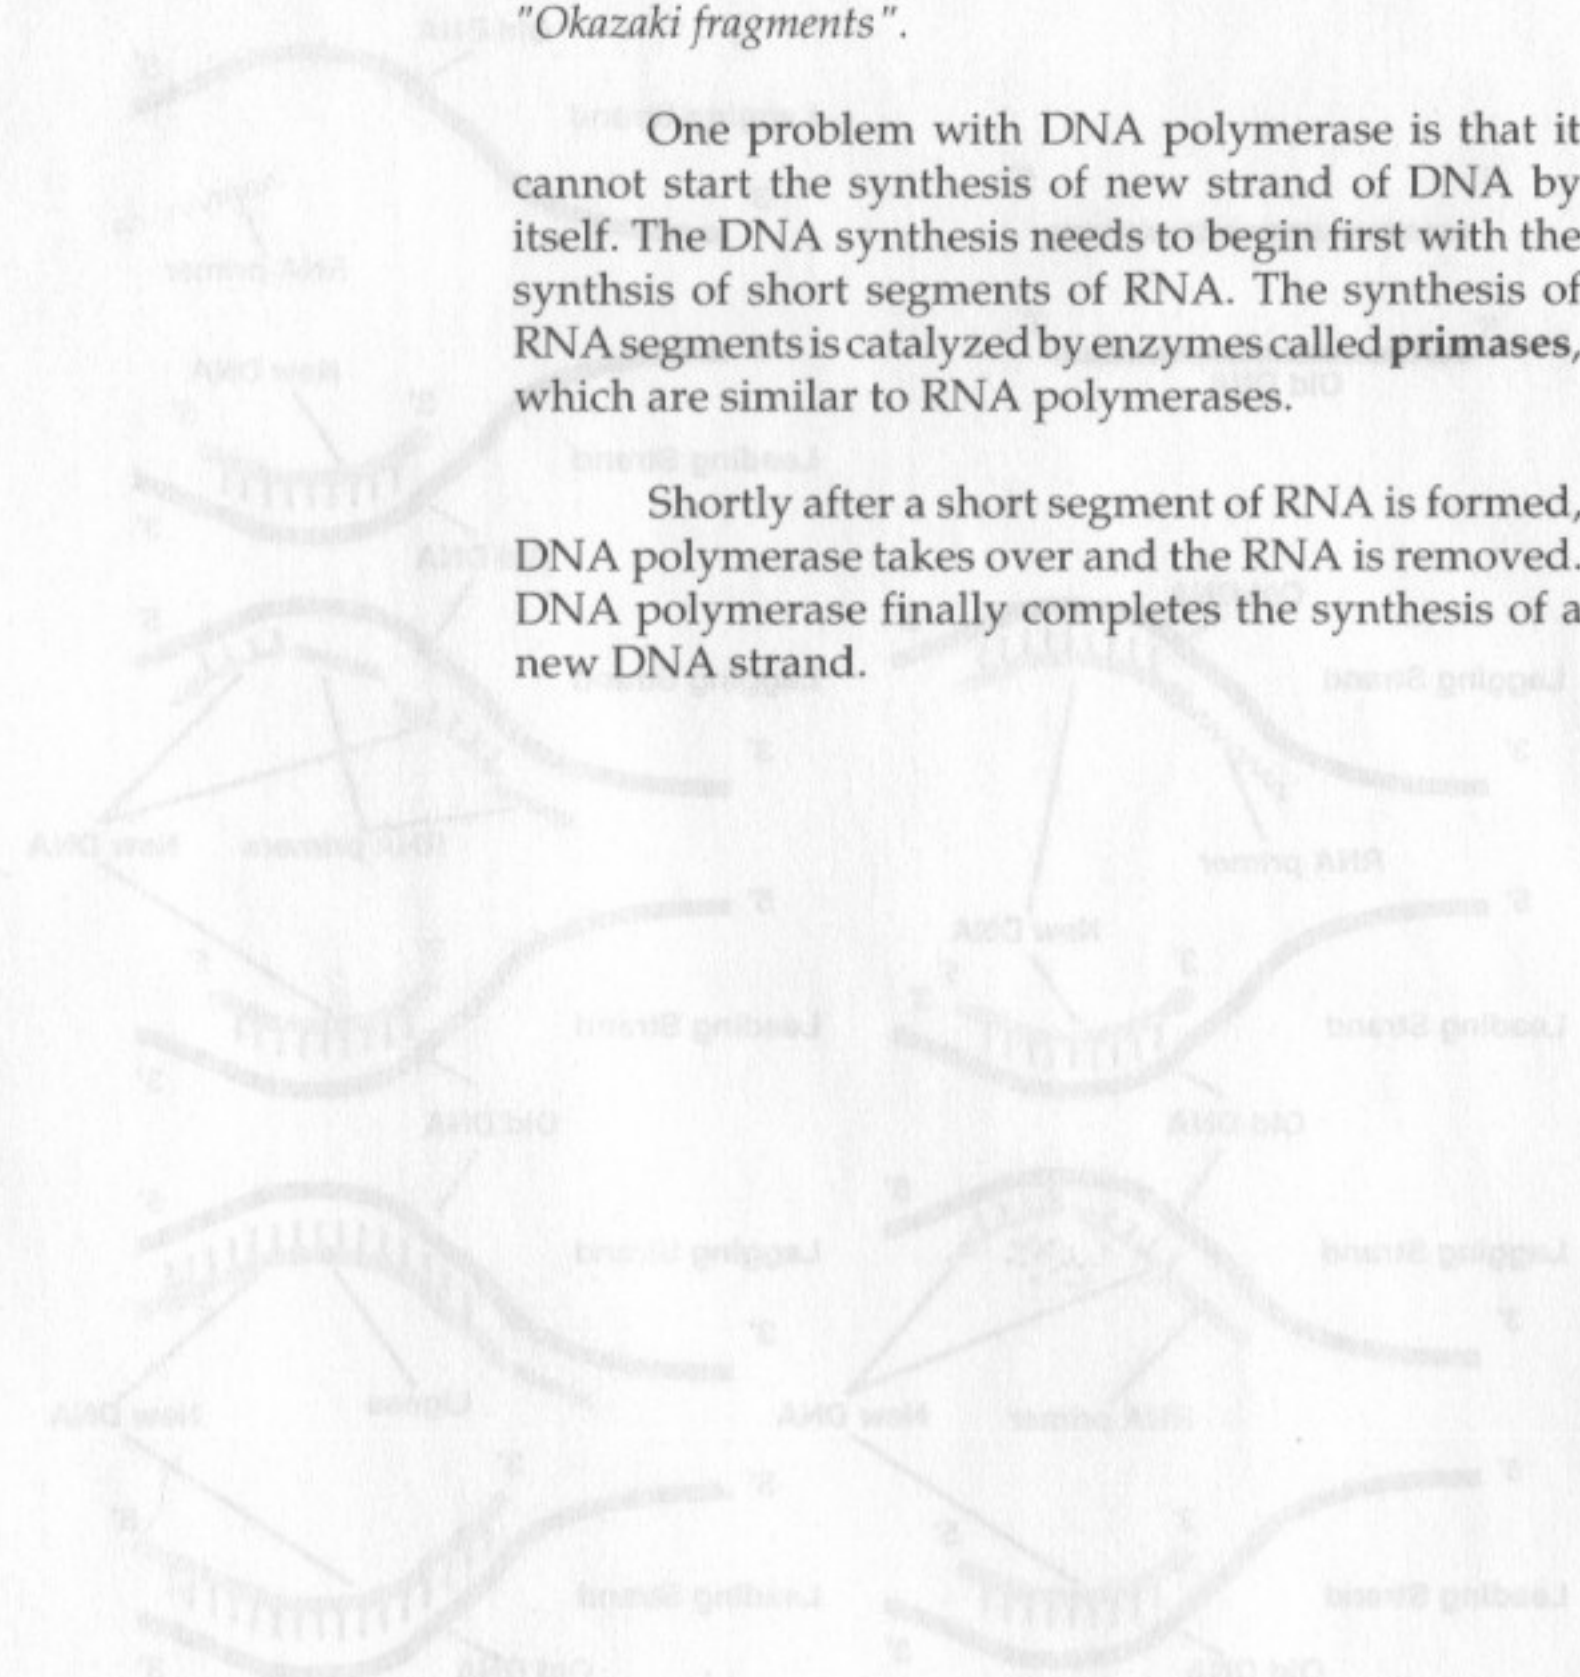 "Okazaki fragments".
One problem with DNA polymerase is that it
cannot start the synthesis of new strand of DNA by
itself. The DNA synthesis needs to begin first with the
synthsis of short segments of RNA. The synthesis of
RNA segments is catalyzed by enzymes called primases,
which are similar to RNA polymerases.
Shortly after a short segment of RNA is formed,
DNA polymerase takes over and the RNA is removed.
DNA polymerase finally completes the synthesis of a
new DNA strand.